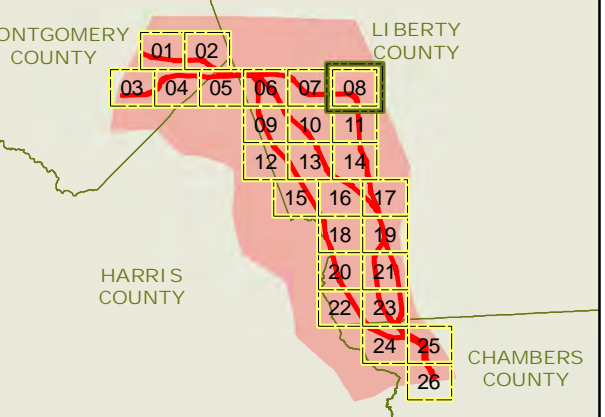 ONTGOMERY
COUNTY
LIBERTY
COUNTY
01 02
03 04 05 06 07 08
09 10 11
12 13 14
15 16 17
18 19
20 21
22 23
24 25
26
HARRIS
COUNTY
CHAMBERS
COUNTY